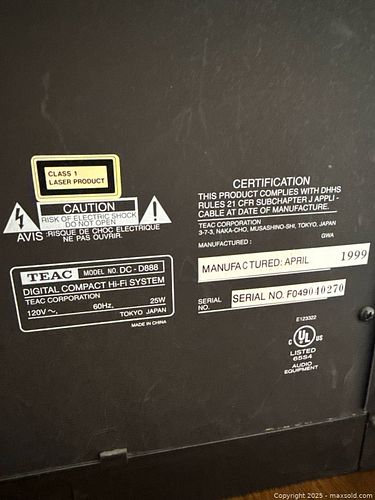 CLASS 1
LASER PRODUCT
CAUTION
RISK OF ELECTRIC SHOCK
DO NOT OPEN
AVIS :RISQUE DE CHOC ELECTRIQUE
NE PAS OUVRIR.
TEAC MODEL NO. DC - D888
DIGITAL COMPACT Hi-Fi SYSTEM
TEAC CORPORATION
120V ~, 60Hz. 25W
TOKYO JAPAN
MADE IN CHINA
CERTIFICATION
THIS PRODUCT COMPLIES WITH DHHS
RULES 21 CFR SUBCHAPTER J APPLI -
CABLE AT DATE OF MANUFACTURE.
TEAC CORPORATION
3-7-3, NAKA-CHO, MUSASHINO-SHI, TOKYO, JAPAN
MANUFACTURED : GWA
MANUFACTURED: APRIL 1999
SERIAL
NO.
SERIAL NO. F049040270
E123322
C UL US
LISTED
65S4
AUDIO
EQUIPMENT
Copyright 2025 - maxsold.com